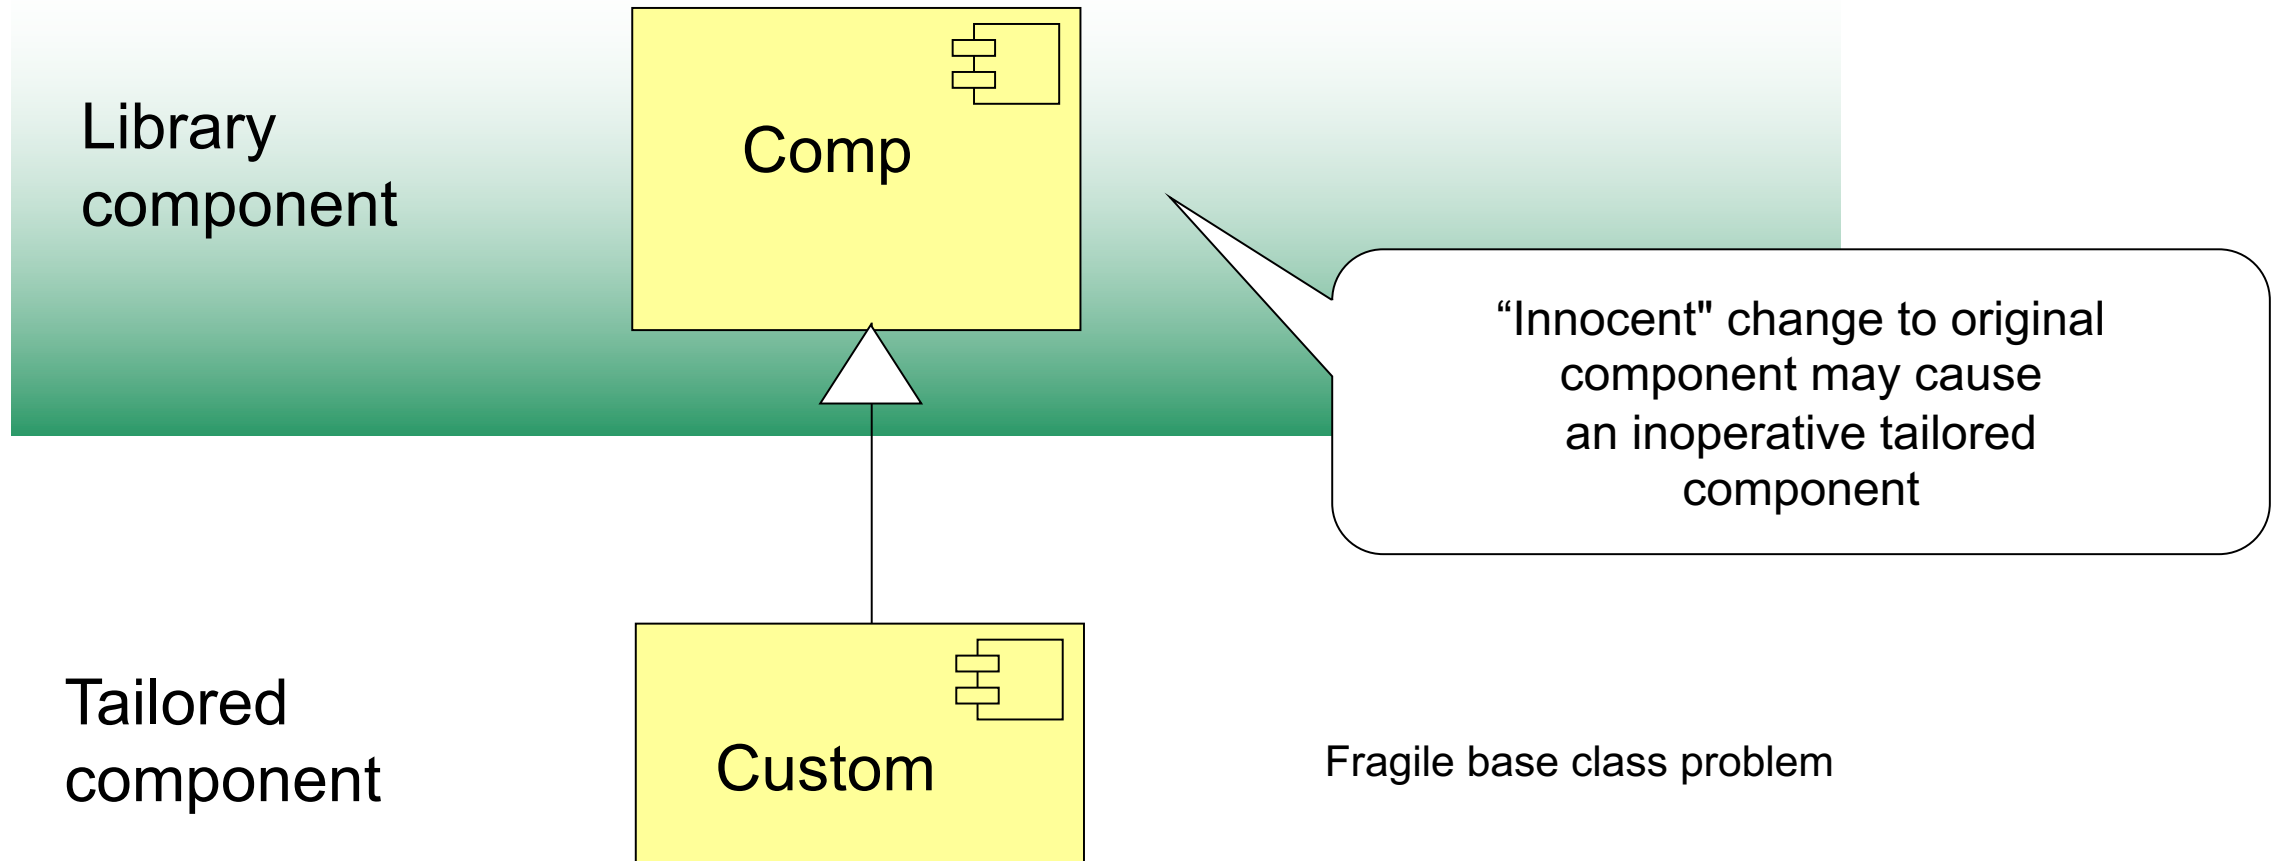 Library
component
Comp
“Innocent" change to original
component may cause
an inoperative tailored
component
Tailored
component
Custom
Fragile base class problem